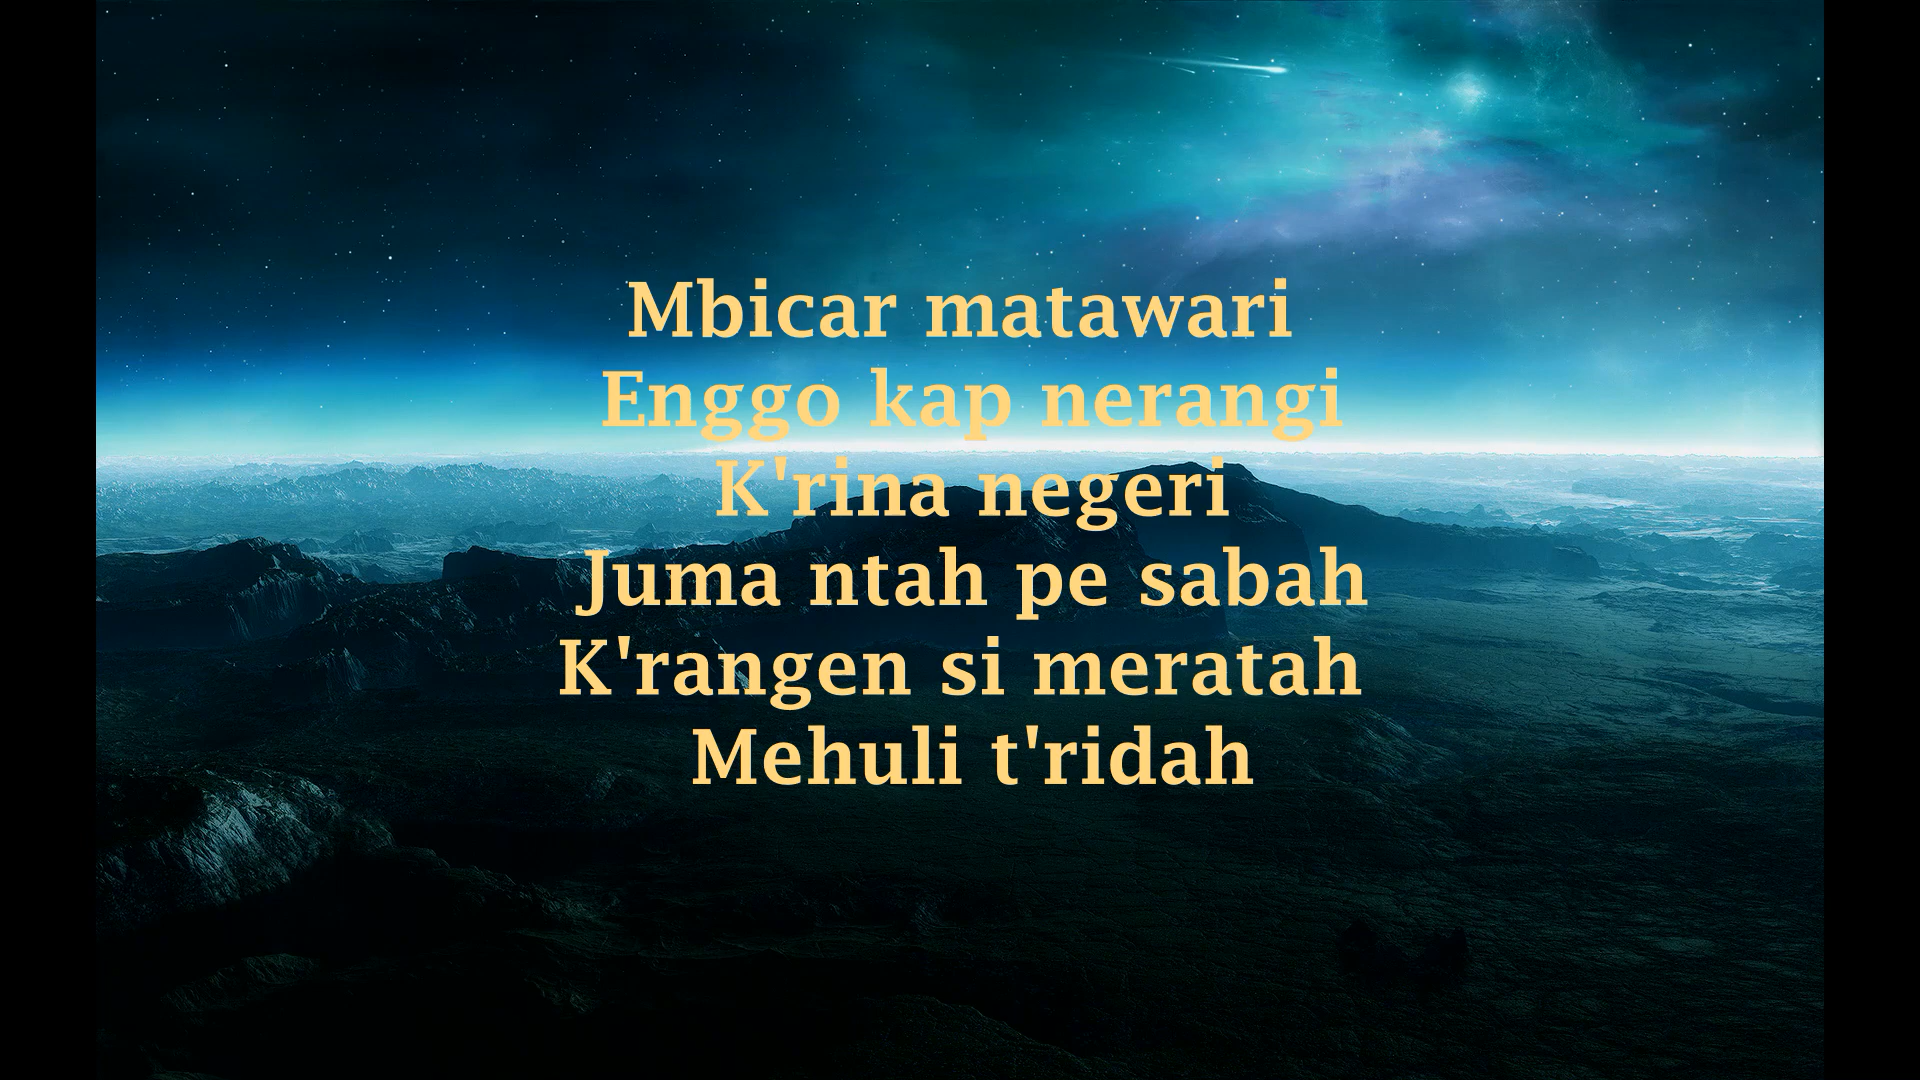 Mbicar matawari
Enggo kap nerangi
K'rina negeri
Juma ntah pe sabah
K'rangen si meratah
Mehuli t'ridah